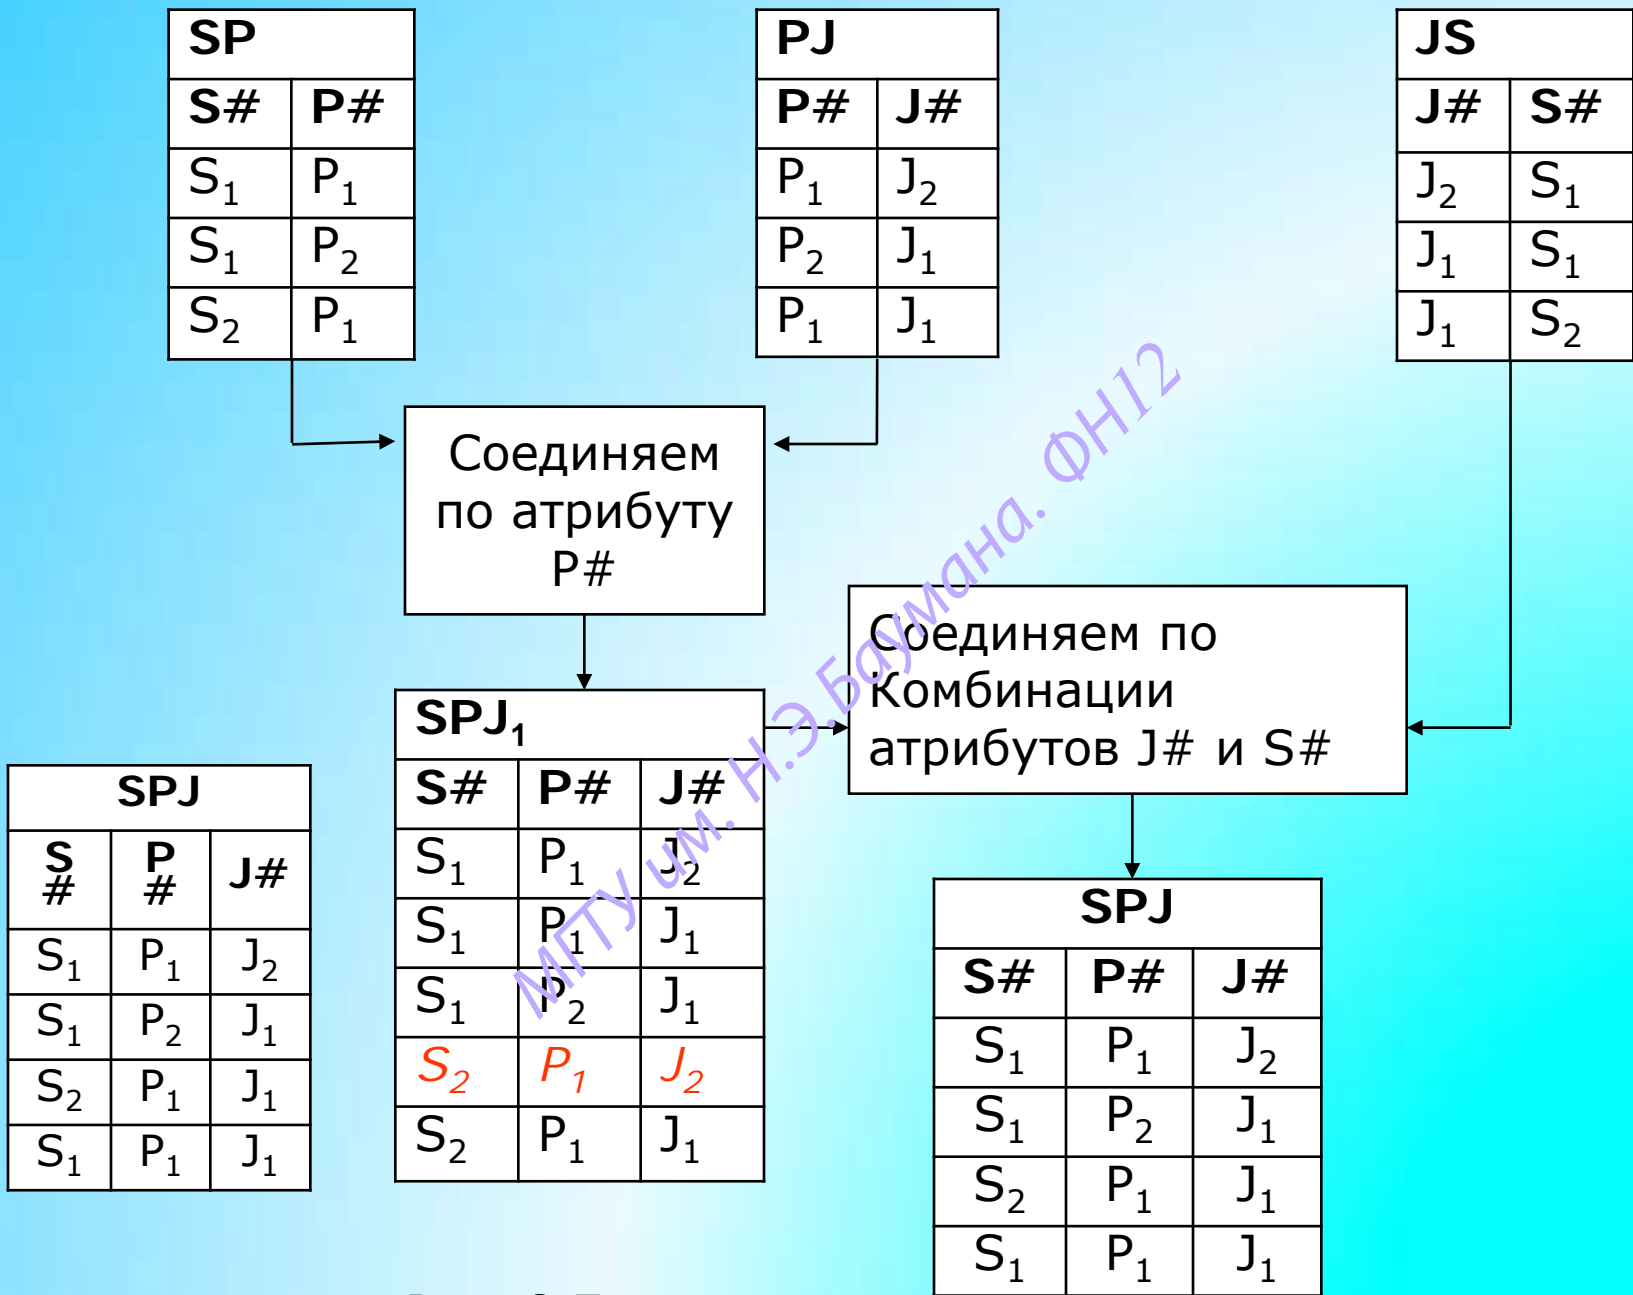 SP
S# P#
S₁ P₁
S₁ P₂
S₂ P₁
PJ
P# J#
P₁ J₂
P₂ J₁
P₁ J₁
JS
J# S#
J₂ S₁
J₁ S₁
J₁ S₂
Соединяем
по атрибуту
P#
Соединяем по
Комбинации
атрибутов J# и S#
SPJ
S # P # J#
S₁ P₁ J₂
S₁ P₂ J₁
S₂ P₁ J₁
S₁ P₁ J₁
SPJ₁
S# P# J#
S₁ P₁ J₂
S₁ P₁ J₁
S₁ P₂ J₁
S₂ P₁ J₂
S₂ P₁ J₁
SPJ
S# P# J#
S₁ P₁ J₂
S₁ P₂ J₁
S₂ P₁ J₁
S₁ P₁ J₁
МГТУ им. Н.Э.Баумана. ФН12